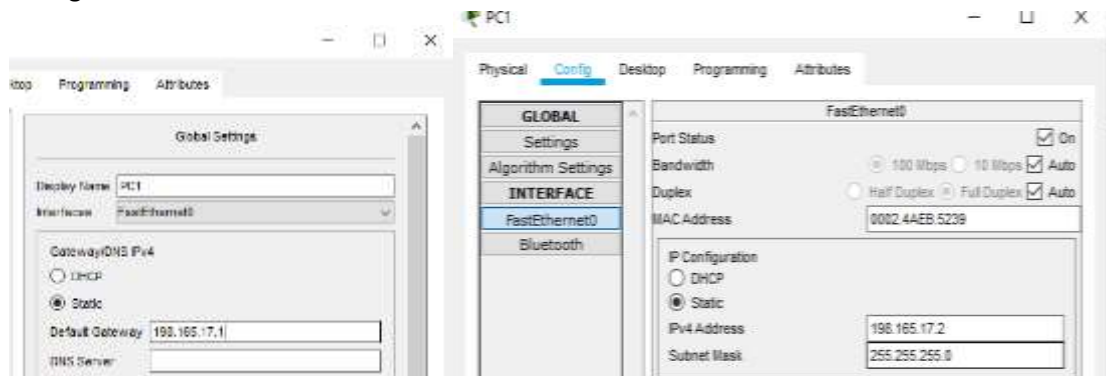 Programming Attributes
Global Settings
Display Name PC1
Interfaces FastEthernet0
Gateway/DNS IPv4
DHCP
Static
Default Gateway 198.165.17.1
DNS Server
PC1
Physical Config Desktop Programming Attributes
GLOBAL
Settings
Algorithm Settings
INTERFACE
FastEthernet0
Bluetooth
FastEthernet0
Port Status On
Bandwidth 100 Mbps 10 Mbps Auto
Duplex Half Duplex Full Duplex Auto
MAC Address 0002.4AEB.5239
IP Configuration
DHCP
Static
IPv4 Address 198.165.17.2
Subnet Mask 255.255.255.0